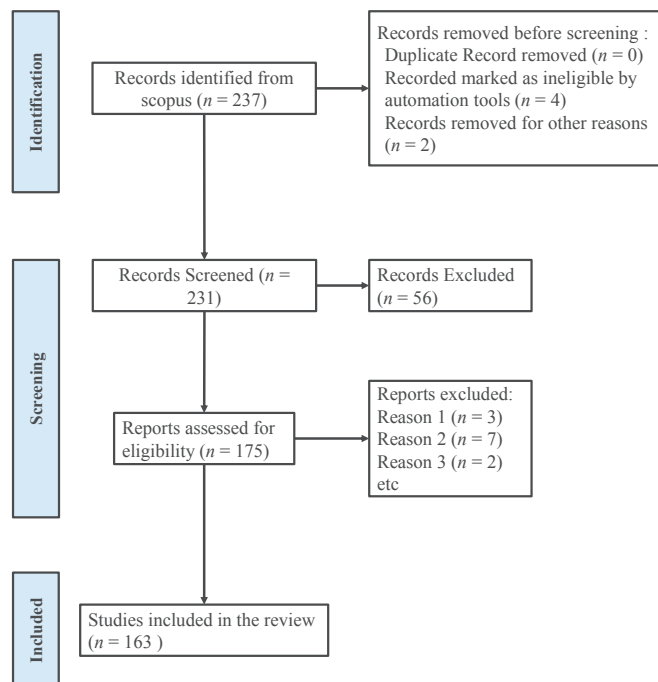 Identification
Records identified from
scopus (n = 237)
Records removed before screening :
Duplicate Record removed (n = 0)
Recorded marked as ineligible by
automation tools (n = 4)
Records removed for other reasons
(n = 2)
Screening
Records Screened (n =
231)
Records Excluded
(n = 56)
Reports assessed for
eligibility (n = 175)
Reports excluded:
Reason 1 (n = 3)
Reason 2 (n = 7)
Reason 3 (n = 2)
etc
Included
Studies included in the review
(n = 163 )